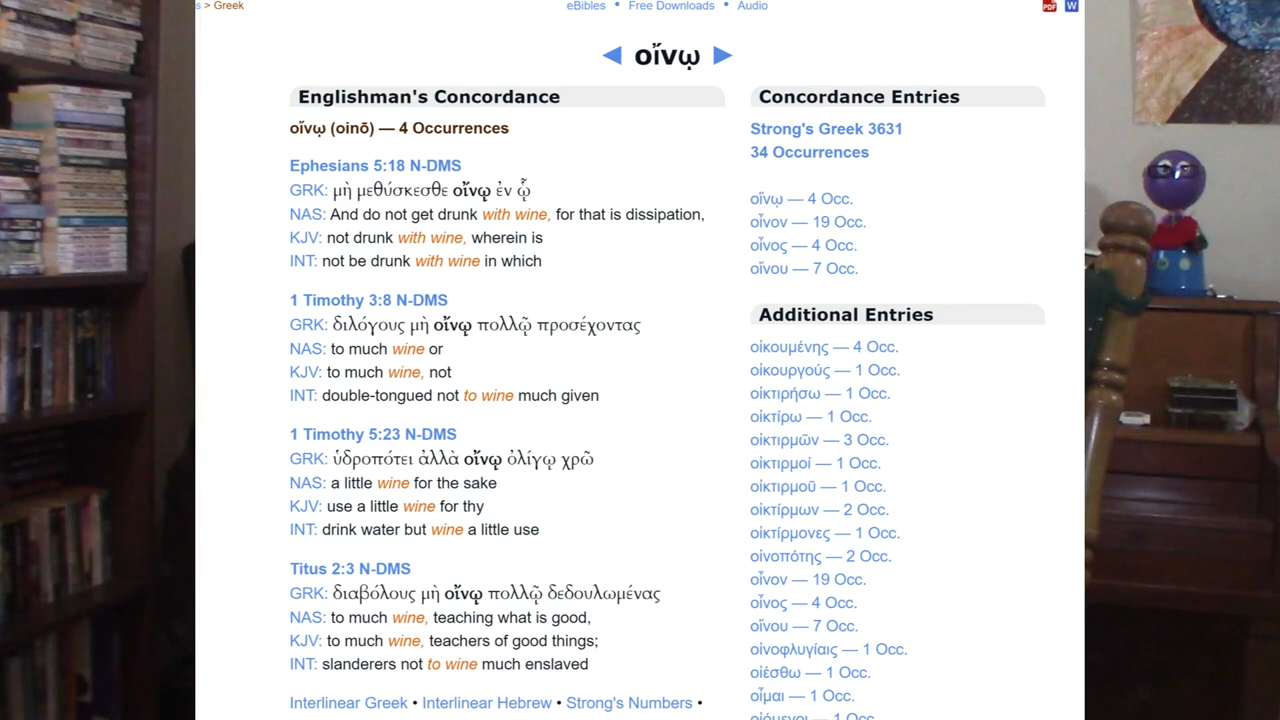 s > Greek
eBibles • Free Downloads • Audio
PDF W
◄ οἴνῳ ►
Englishman's Concordance
οἴνῳ (oinō) — 4 Occurrences
Ephesians 5:18 N-DMS
GRK: μὴ μεθύσκεσθε οἴνῳ ἐν ᾧ
NAS: And do not get drunk with wine, for that is dissipation,
KJV: not drunk with wine, wherein is
INT: not be drunk with wine in which
1 Timothy 3:8 N-DMS
GRK: διλόγους μὴ οἴνῳ πολλῷ προσέχοντας
NAS: to much wine or
KJV: to much wine, not
INT: double-tongued not to wine much given
1 Timothy 5:23 N-DMS
GRK: ὑδροπότει ἀλλὰ οἴνῳ ὀλίγῳ χρῶ
NAS: a little wine for the sake
KJV: use a little wine for thy
INT: drink water but wine a little use
Titus 2:3 N-DMS
GRK: διαβόλους μὴ οἴνῳ πολλῷ δεδουλωμένας
NAS: to much wine, teaching what is good,
KJV: to much wine, teachers of good things;
INT: slanderers not to wine much enslaved
Interlinear Greek • Interlinear Hebrew • Strong's Numbers •
Concordance Entries
Strong's Greek 3631
34 Occurrences
οἴνῳ — 4 Occ.
οἶνον — 19 Occ.
οἶνος — 4 Occ.
οἴνου — 7 Occ.
Additional Entries
οἰκουμένης — 4 Occ.
οἰκουργούς — 1 Occ.
οἰκτιρήσω — 1 Occ.
οἰκτίρω — 1 Occ.
οἰκτιρμῶν — 3 Occ.
οἰκτιρμοί — 1 Occ.
οἰκτιρμοῦ — 1 Occ.
οἰκτίρμων — 2 Occ.
οἰκτίρμονες — 1 Occ.
οἰνοπότης — 2 Occ.
οἶνον — 19 Occ.
οἶνος — 4 Occ.
οἴνου — 7 Occ.
οἰνοφλυγίαις — 1 Occ.
οἰέσθω — 1 Occ.
οἶμαι — 1 Occ.
οἰόμενοι — 1 Occ.